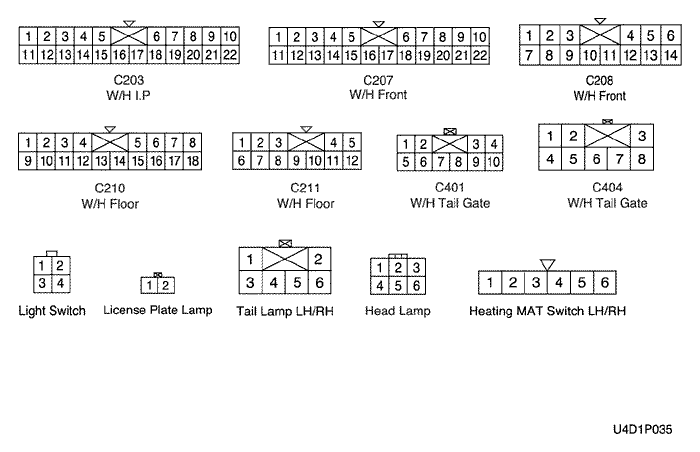 1 2 3 4 5 6 7 8 9 10
11 12 13 14 15 16 17 18 19 20 21 22
C203
W/H I.P
1 2 3 4 5 6 7 8 9 10
11 12 13 14 15 16 17 18 19 20 21 22
C207
W/H Front
1 2 3 4 5 6
7 8 9 10 11 12 13 14
C208
W/H Front
1 2 3 4 5 6 7 8
9 10 11 12 13 14 15 16 17 18
C210
W/H Floor
1 2 3 4 5
6 7 8 9 10 11 12
C211
W/H Floor
1 2 3 4
5 6 7 8 9 10
C401
W/H Tail Gate
1 2 3
4 5 6 7 8
C404
W/H Tail Gate
1 2
3 4
Light Switch
1 2
License Plate Lamp
1 2
3 4 5 6
Tail Lamp LH/RH
1 2 3
4 5 6
Head Lamp
1 2 3 4 5 6
Heating MAT Switch LH/RH
U4D1P035